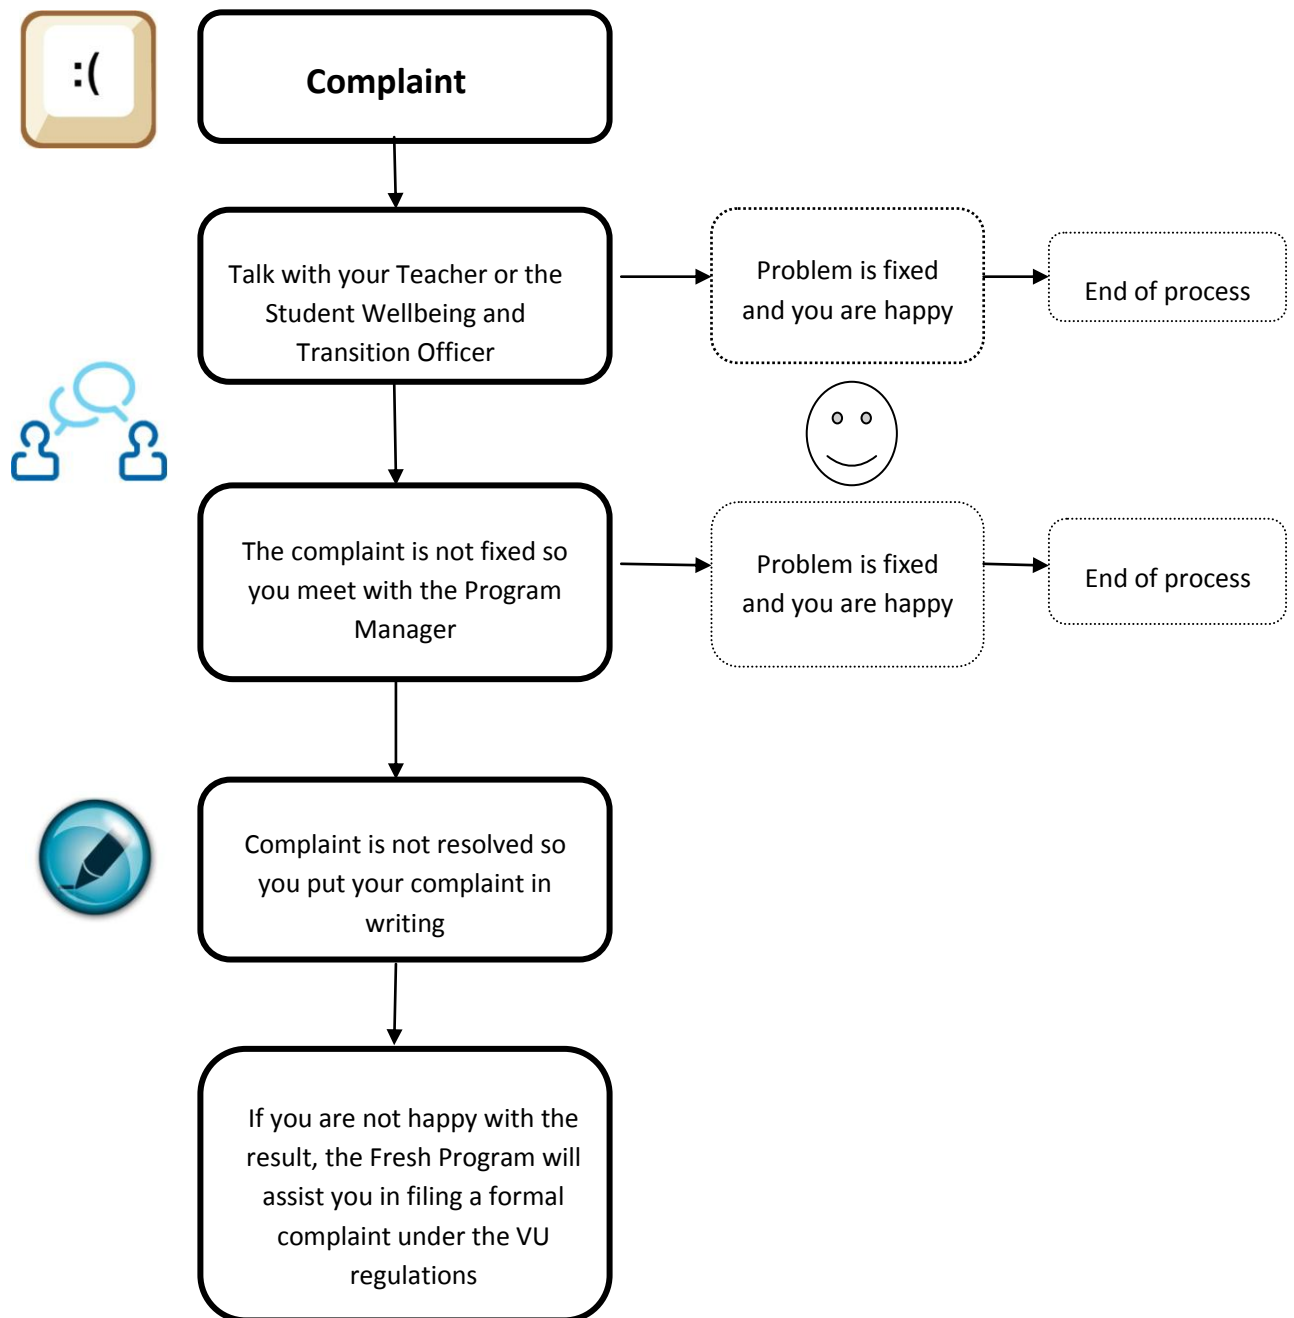 :(
Complaint
Talk with your Teacher or the
Student Wellbeing and
Transition Officer
Problem is fixed
and you are happy
End of process
The complaint is not fixed so
you meet with the Program
Manager
Problem is fixed
and you are happy
End of process
Complaint is not resolved so
you put your complaint in
writing
If you are not happy with the
result, the Fresh Program will
assist you in filing a formal
complaint under the VU
regulations